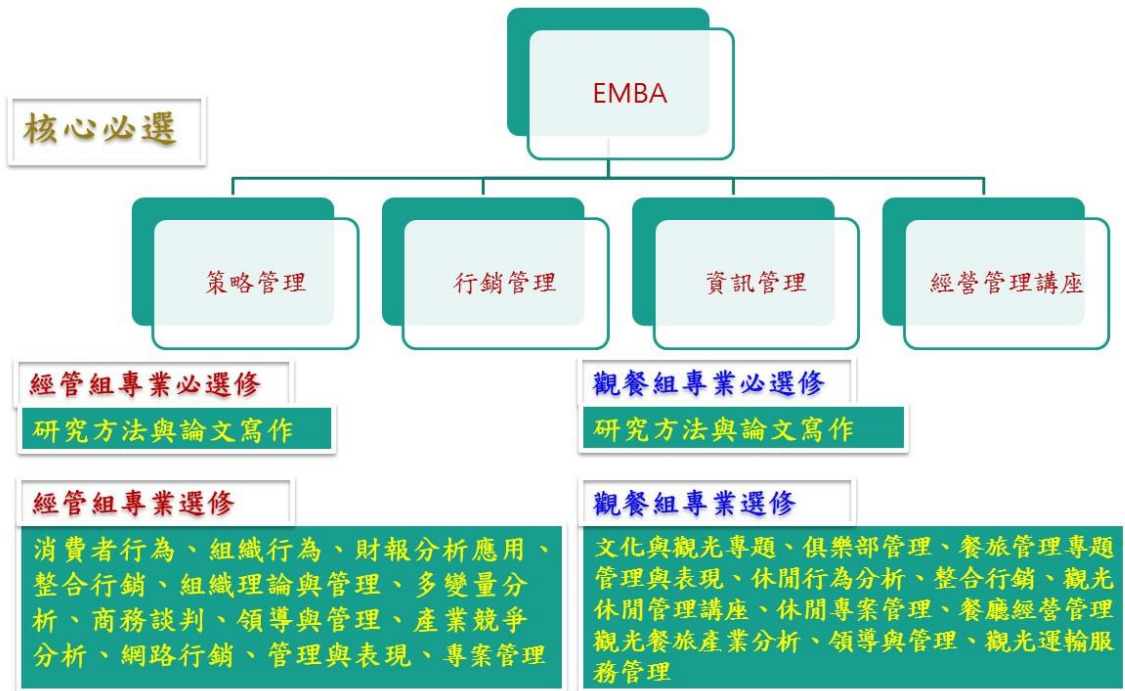 EMBA
核心必選
策略管理
行銷管理
資訊管理
經營管理講座
經管組專業必選修
研究方法與論文寫作
觀餐組專業必選修
研究方法與論文寫作
經管組專業選修
消費者行為、組織行為、財報分析應用、
整合行銷、組織理論與管理、多變量分
析、商務談判、領導與管理、產業競爭
分析、網路行銷、管理與表現、專案管理
觀餐組專業選修
文化與觀光專題、俱樂部管理、餐旅管理專題
管理與表現、休閒行為分析、整合行銷、觀光
休閒管理講座、休閒專案管理、餐廳經營管理
觀光餐旅產業分析、領導與管理、觀光運輸服
務管理